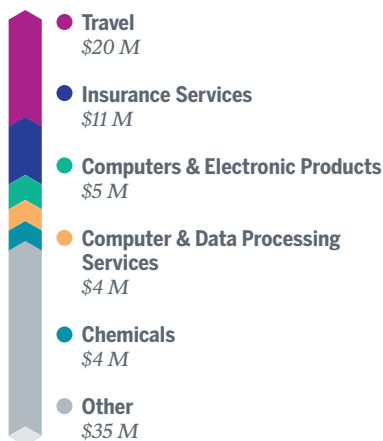 Travel
$20 M
Insurance Services
$11 M
Computers & Electronic Products
$5 M
Computer & Data Processing
Services
$4 M
Chemicals
$4 M
Other
$35 M